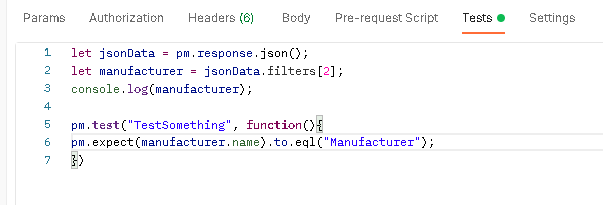 Params Authorization Headers (6) Body Pre-request Script Tests Settings
1 let jsonData = pm.response.json();
2 let manufacturer = jsonData.filters[2];
3 console.log(manufacturer);
4
5 pm.test("TestSomething", function(){
6 pm.expect(manufacturer.name).to.eql("Manufacturer");
7 })